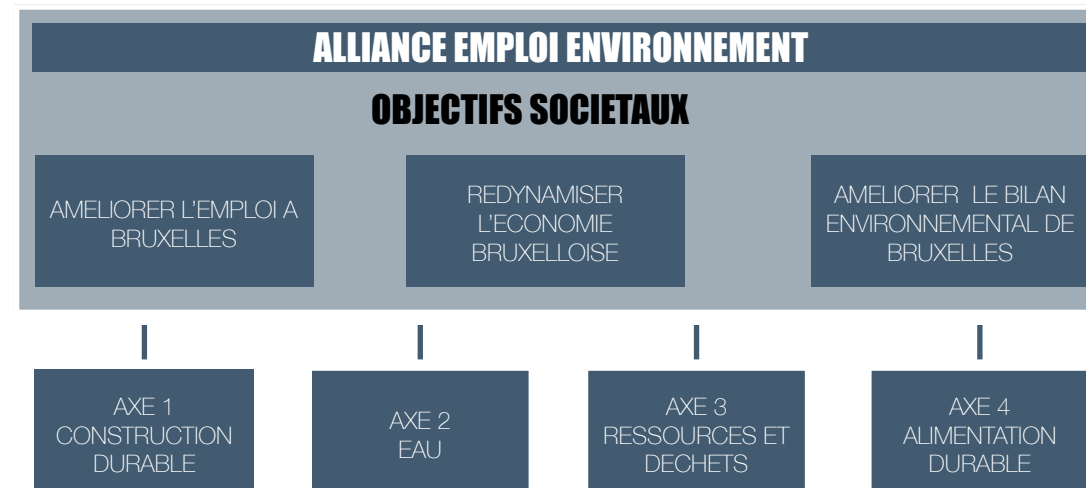 ALLIANCE EMPLOI ENVIRONNEMENT
OBJECTIFS SOCIETAUX
AMELIORER L'EMPLOI A
BRUXELLES
REDYNAMISER
L'ECONOMIE
BRUXELLOISE
AMELIORER LE BILAN
ENVIRONNEMENTAL DE
BRUXELLES
AXE 1
CONSTRUCTION
DURABLE
AXE 2
EAU
AXE 3
RESSOURCES ET
DECHETS
AXE 4
ALIMENTATION
DURABLE